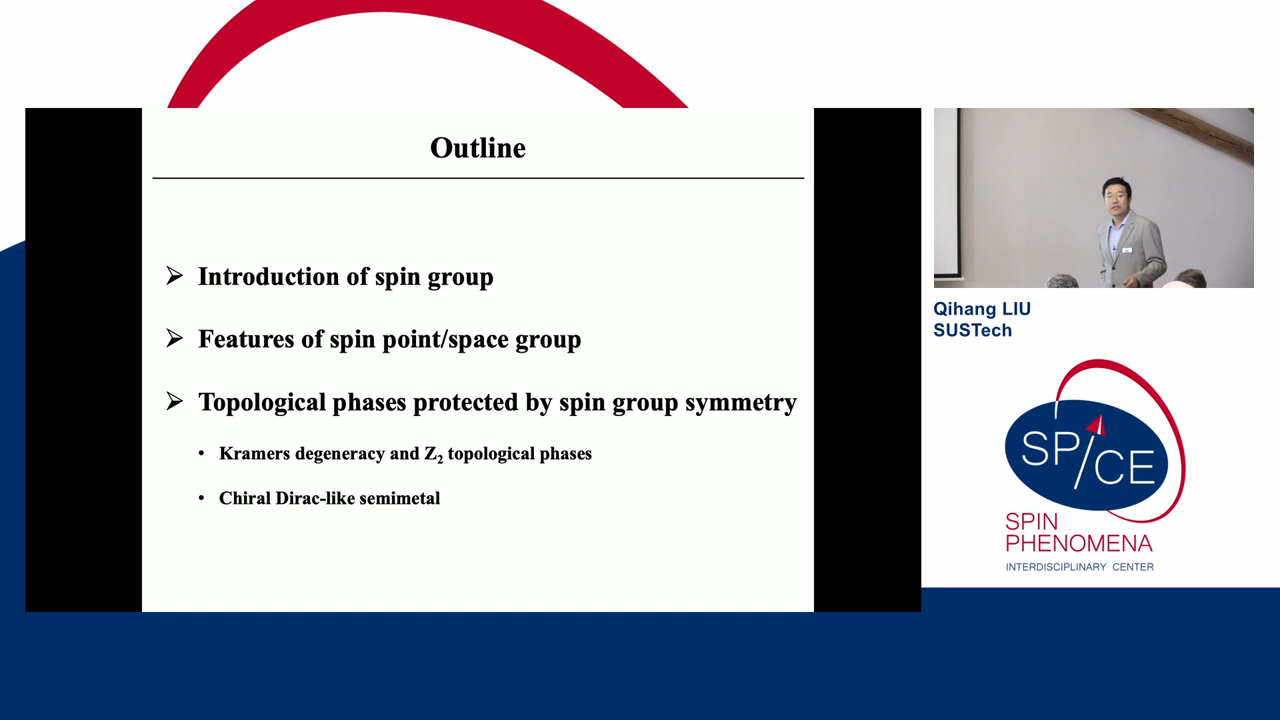 Outline
Introduction of spin group
Features of spin point/space group
Topological phases protected by spin group symmetry
Kramers degeneracy and Z₂ topological phases
Chiral Dirac-like semimetal
Qihang LIU
SUSTech
SP/CE
SPIN
PHENOMENA
INTERDISCIPLINARY CENTER